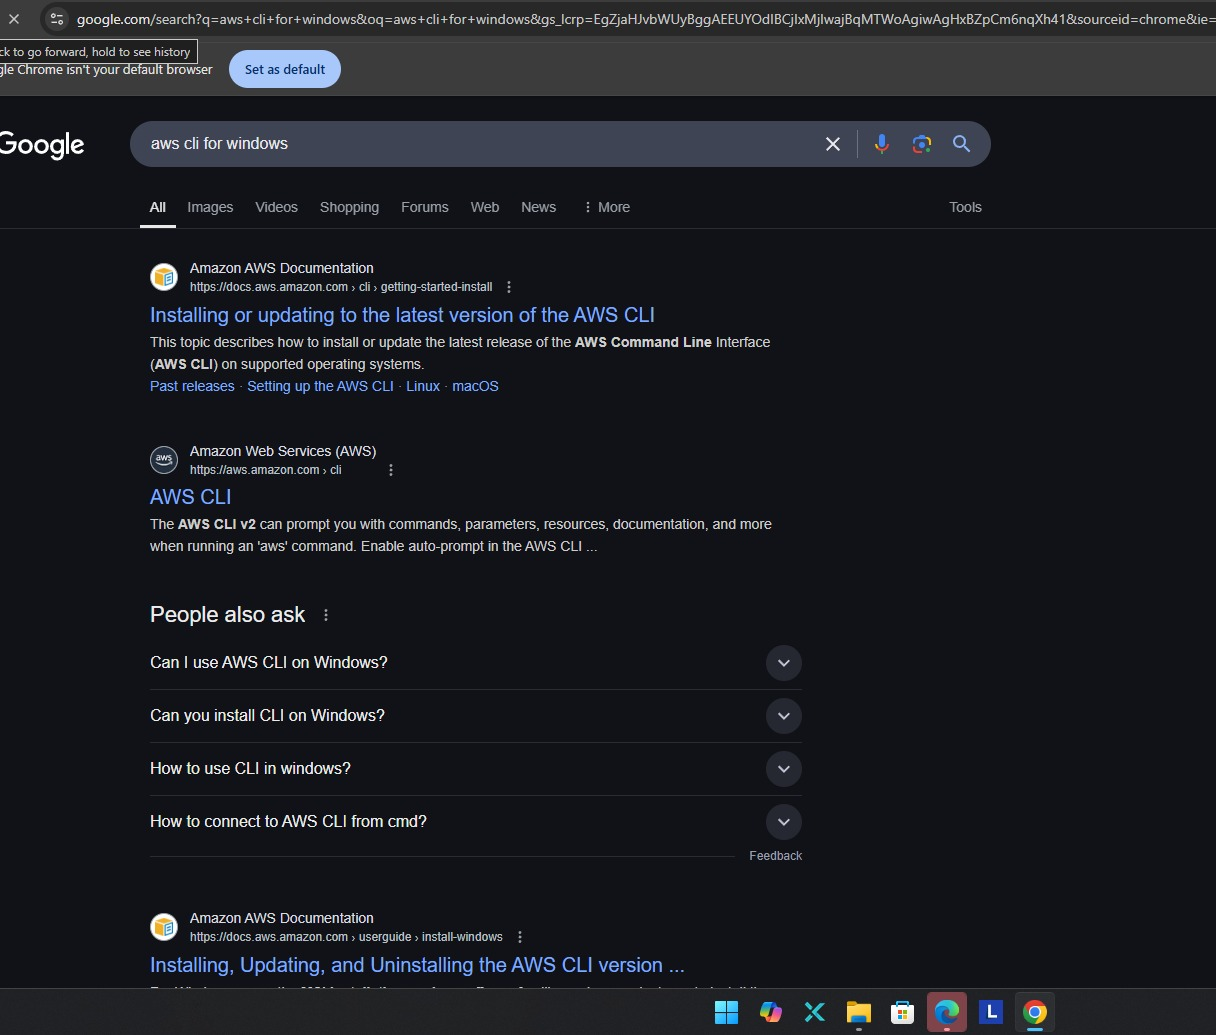 google.com/search?q=aws+cli+for+windows&oq=aws+cli+for+windows&gs_lcrp=EgZjaHJvbWUyBggAEEUYOdIBCjIxMjIwajBqMTWoAgiwAgHxBZpCm6nqXh41&sourceid=chrome&ie=
ck to go forward, hold to see history
gle Chrome isn't your default browser
Set as default
Google
aws cli for windows
All Images Videos Shopping Forums Web News More Tools
Amazon AWS Documentation
https://docs.aws.amazon.com › cli › getting-started-install
Installing or updating to the latest version of the AWS CLI
This topic describes how to install or update the latest release of the AWS Command Line Interface
(AWS CLI) on supported operating systems.
Past releases · Setting up the AWS CLI · Linux · macOS
Amazon Web Services (AWS)
aws
https://aws.amazon.com › cli
AWS CLI
The AWS CLI v2 can prompt you with commands, parameters, resources, documentation, and more
when running an 'aws' command. Enable auto-prompt in the AWS CLI ...
People also ask
Can I use AWS CLI on Windows?
Can you install CLI on Windows?
How to use CLI in windows?
How to connect to AWS CLI from cmd?
Feedback
Amazon AWS Documentation
https://docs.aws.amazon.com › userguide › install-windows
Installing, Updating, and Uninstalling the AWS CLI version ...
L